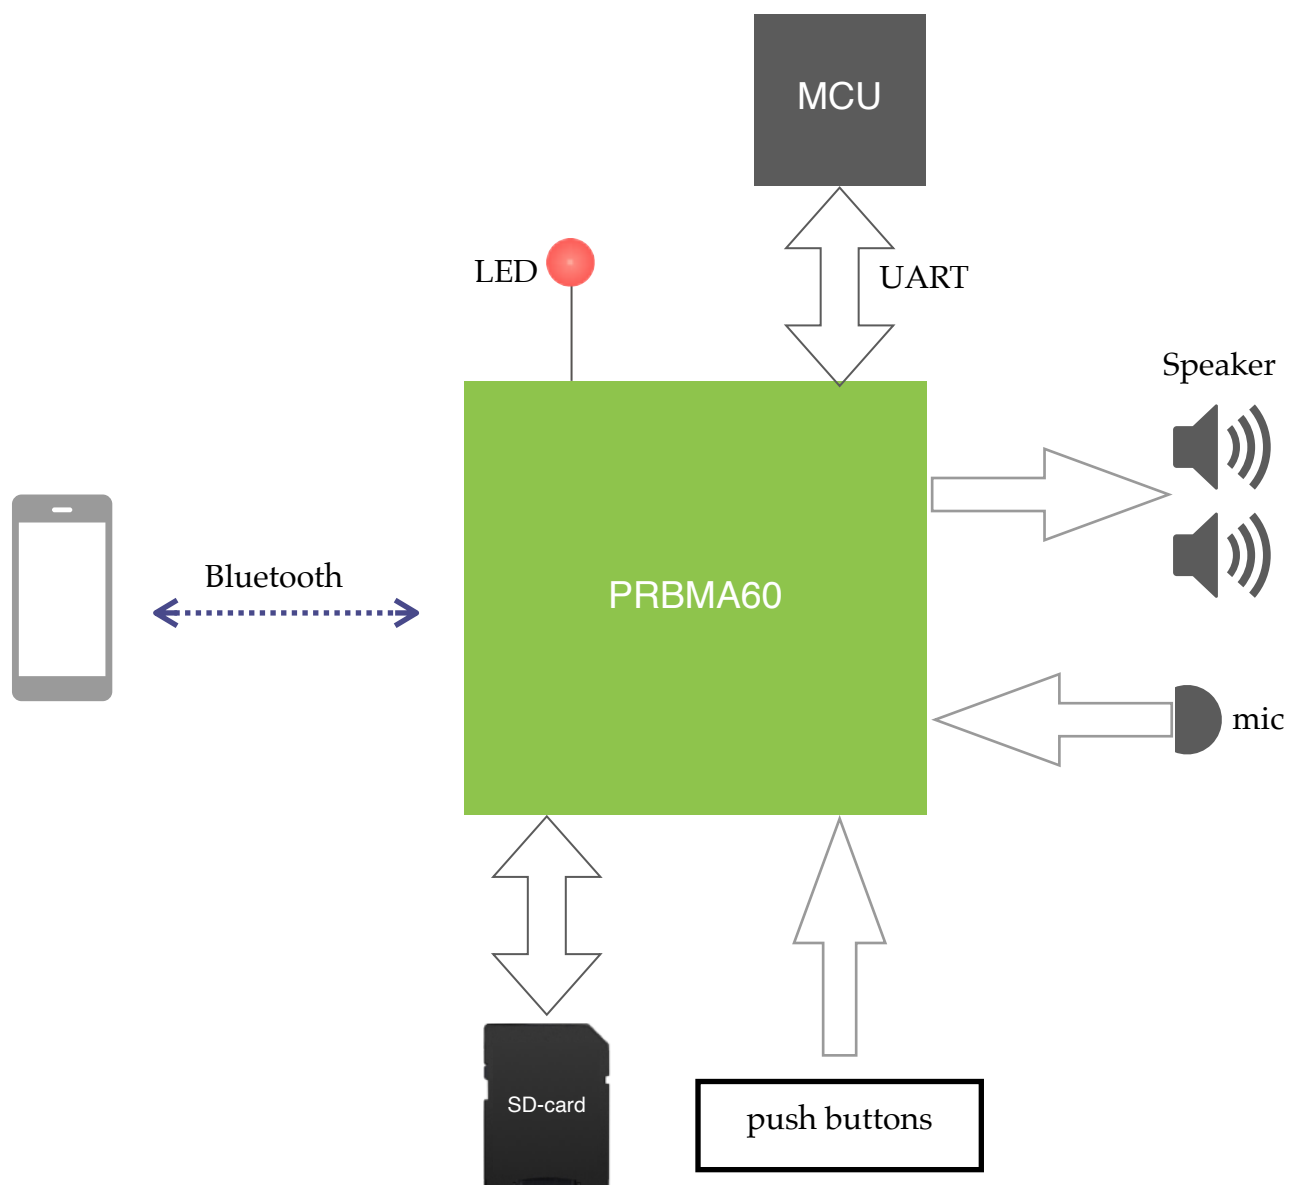 MCU
LED
UART
Speaker
Bluetooth
PRBMA60
mic
SD-card
push buttons